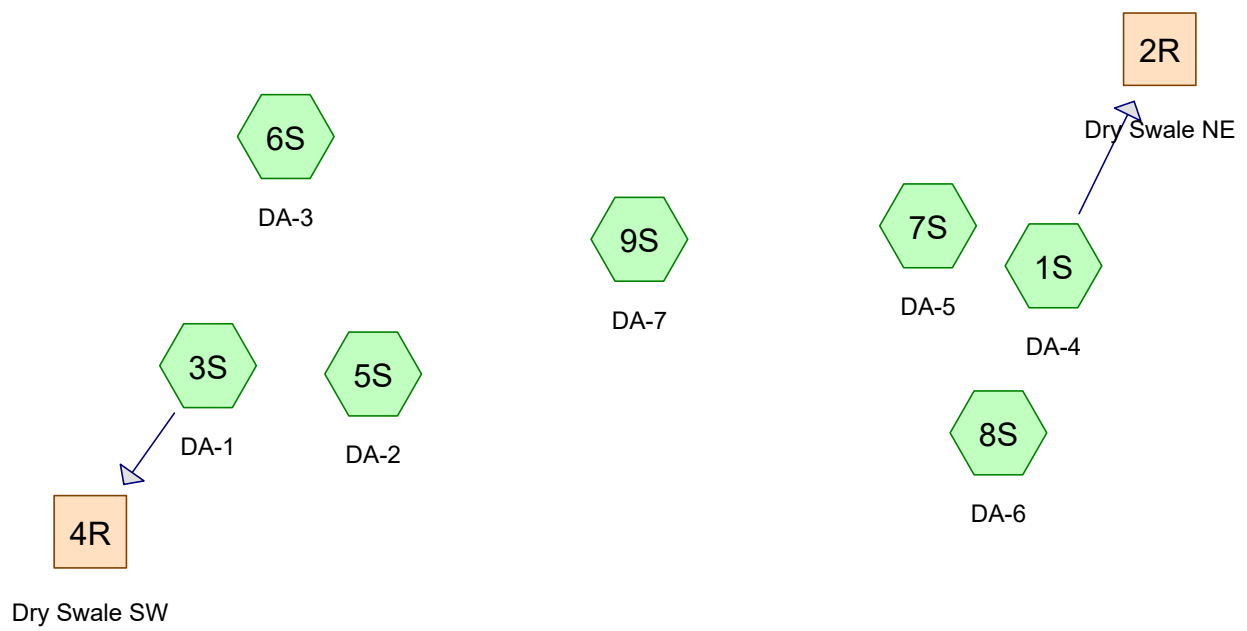 2R
Dry Swale NE
6S
DA-3
9S
DA-7
7S
DA-5
1S
DA-4
3S
DA-1
5S
DA-2
8S
DA-6
4R
Dry Swale SW